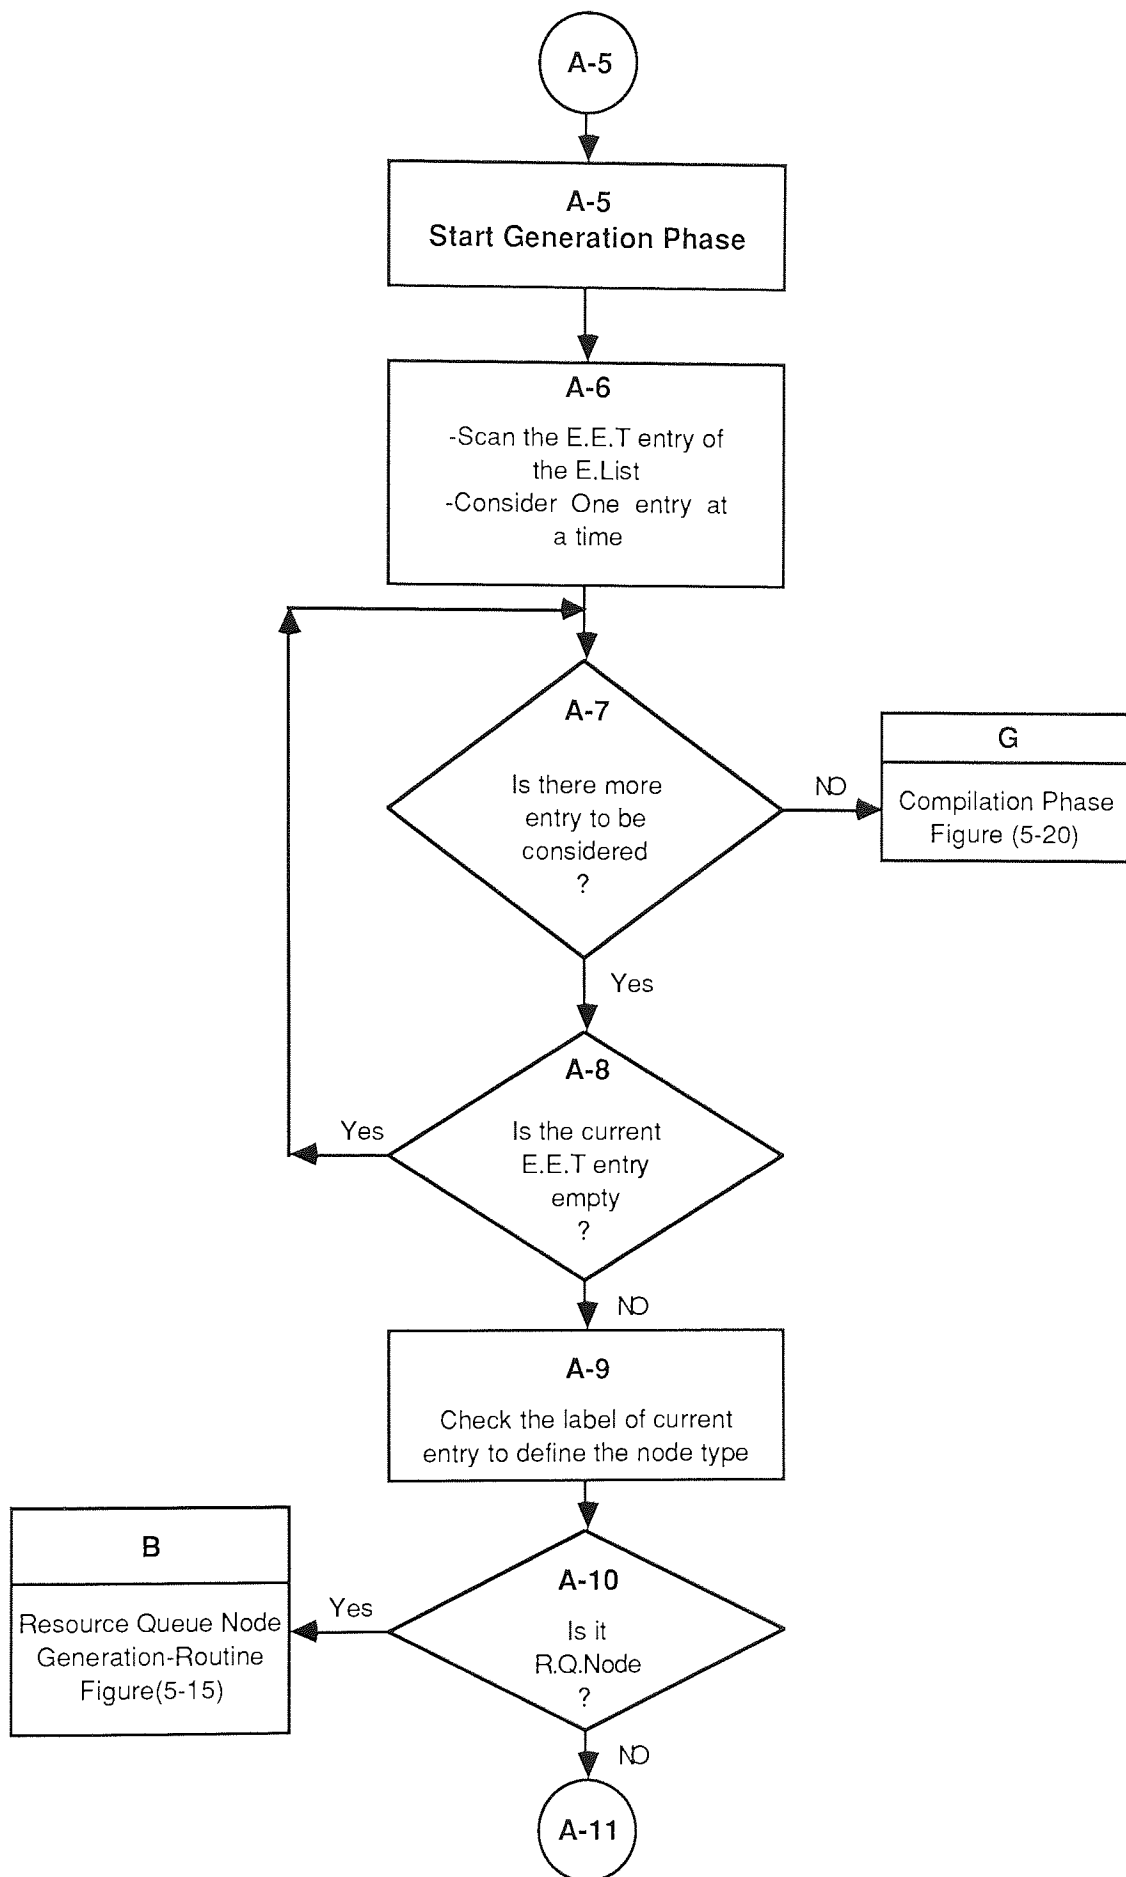 A-5
A-5
Start Generation Phase
A-6
-Scan the E.E.T entry of
the E.List
-Consider One entry at
a time
A-7
Is there more
entry to be
considered
?
NO
G
Compilation Phase
Figure (5-20)
Yes
A-8
Is the current
E.E.T entry
empty
?
Yes
NO
A-9
Check the label of current
entry to define the node type
A-10
Is it
R.Q.Node
?
Yes
B
Resource Queue Node
Generation-Routine
Figure(5-15)
NO
A-11